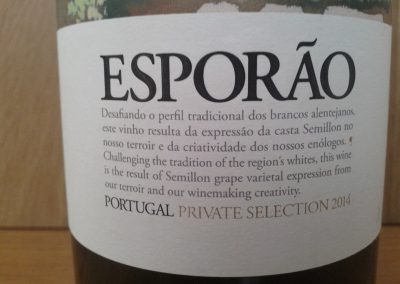 ESPORÃO
Desafiando o perfil tradicional dos brancos alentejanos,
este vinho resulta da expressão da casta Semillon no
nosso terroir e da criatividade dos nossos enólogos. ¶
Challenging the tradition of the region's whites, this wine
is the result of Semillon grape varietal expression from
our terroir and our winemaking creativity.
PORTUGAL PRIVATE SELECTION 2014